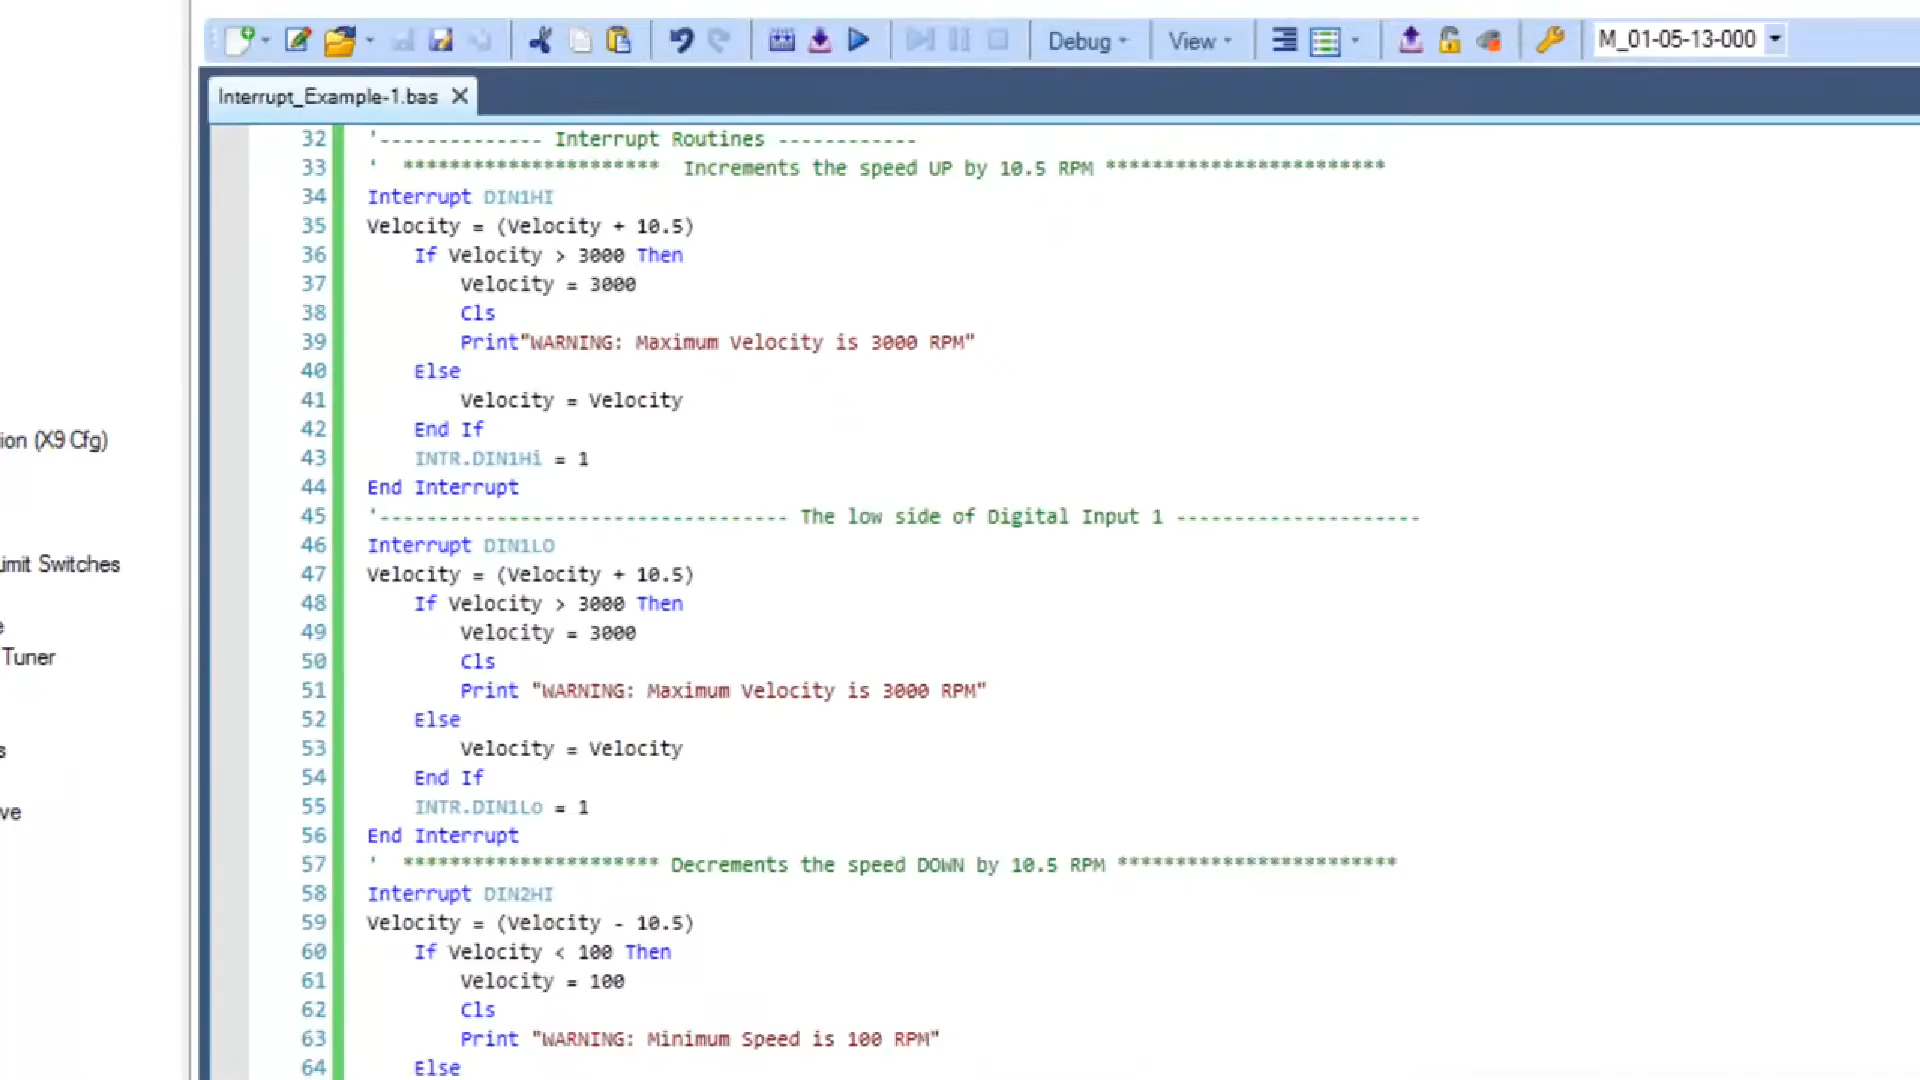 Debug
View
M_01-05-13-000
Interrupt_Example-1.bas
32 '-------------- Interrupt Routines ------------
33 ' ********************** Increments the speed UP by 10.5 RPM ************************
34 Interrupt DIN1HI
35 Velocity = (Velocity + 10.5)
36 If Velocity > 3000 Then
37 Velocity = 3000
38 Cls
39 Print"WARNING: Maximum Velocity is 3000 RPM"
40 Else
41 Velocity = Velocity
42 End If
43 INTR.DIN1Hi = 1
44 End Interrupt
45 '----------------------------------- The low side of Digital Input 1 ---------------------
46 Interrupt DIN1LO
47 Velocity = (Velocity + 10.5)
48 If Velocity > 3000 Then
49 Velocity = 3000
50 Cls
51 Print "WARNING: Maximum Velocity is 3000 RPM"
52 Else
53 Velocity = Velocity
54 End If
55 INTR.DIN1Lo = 1
56 End Interrupt
57 ' ********************** Decrements the speed DOWN by 10.5 RPM ************************
58 Interrupt DIN2HI
59 Velocity = (Velocity - 10.5)
60 If Velocity < 100 Then
61 Velocity = 100
62 Cls
63 Print "WARNING: Minimum Speed is 100 RPM"
64 Else
ion (X9 Cfg)
imit Switches
e
Tuner
s
ve